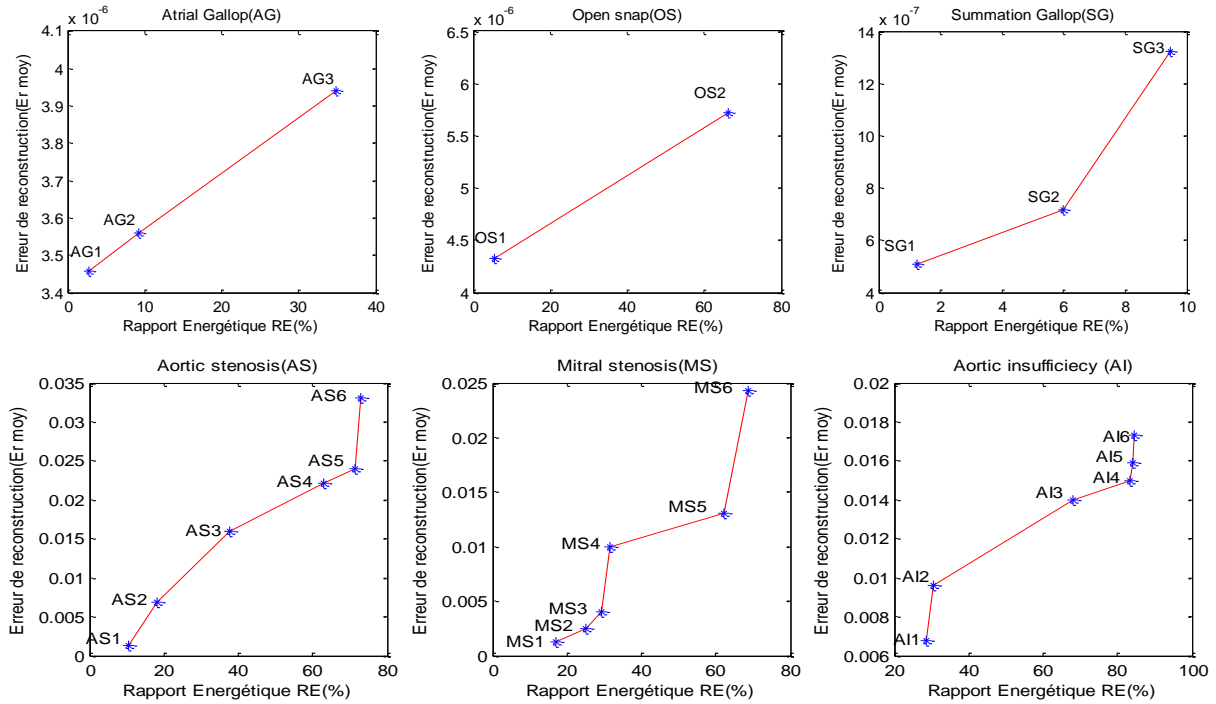 Atrial Gallop(AG)
x 10^-6
4.1
4
3.9
3.8
3.7
3.6
3.5
3.4
0
10
20
30
40
AG1
AG2
AG3
Erreur de reconstruction(Er moy)
Rapport Energétique RE(%)
Open snap(OS)
x 10^-6
6.5
6
5.5
5
4.5
4
0
20
40
60
80
OS1
OS2
Erreur de reconstruction(Er moy)
Rapport Energétique RE(%)
Summation Gallop(SG)
x 10^-7
14
12
10
8
6
4
0
2
4
6
8
10
SG1
SG2
SG3
Erreur de reconstruction(Er moy)
Rapport Energétique RE(%)
Aortic stenosis(AS)
0.035
0.03
0.025
0.02
0.015
0.01
0.005
0
0
20
40
60
80
AS1
AS2
AS3
AS4
AS5
AS6
Erreur de reconstruction(Er moy)
Rapport Energétique RE(%)
Mitral stenosis(MS)
0.025
0.02
0.015
0.01
0.005
0
0
20
40
60
80
MS1
MS2
MS3
MS4
MS5
MS6
Erreur de reconstruction(Er moy)
Rapport Energétique RE(%)
Aortic insufficiecy (AI)
0.02
0.018
0.016
0.014
0.012
0.01
0.008
0.006
20
40
60
80
100
AI1
AI2
AI3
AI4
AI5
AI6
Erreur de reconstruction(Er moy)
Rapport Energétique RE(%)